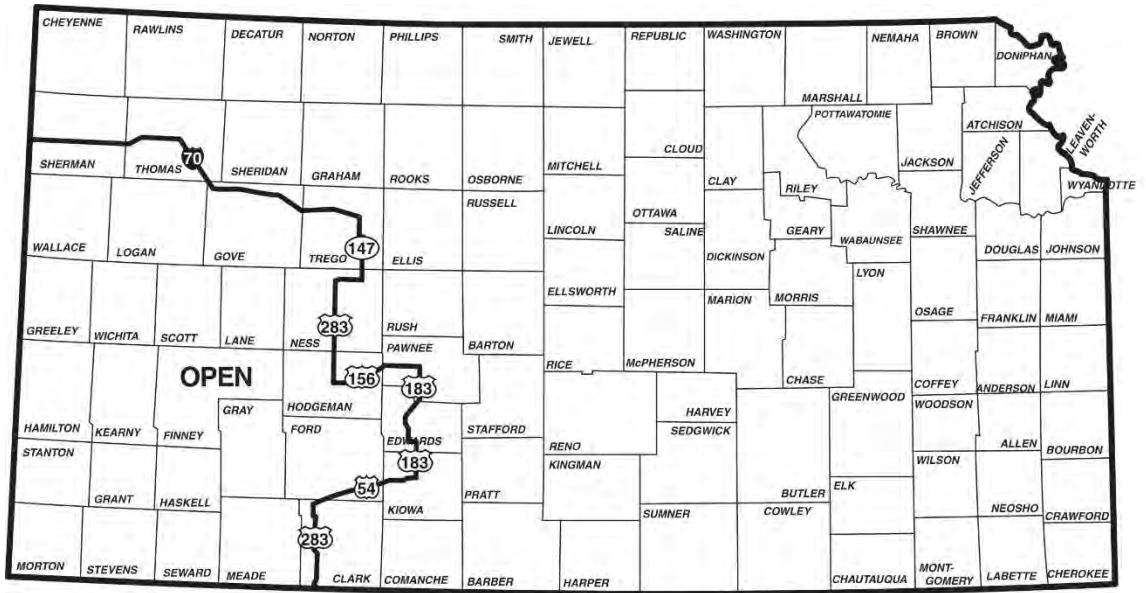 CHEYENNE
RAWLINS
DECATUR
NORTON
PHILLIPS
SMITH
JEWELL
REPUBLIC
WASHINGTON
MARSHALL
NEMAHA
BROWN
DONIPHAN
SHERMAN
THOMAS
70
SHERIDAN
GRAHAM
ROOKS
OSBORNE
MITCHELL
CLOUD
CLAY
RILEY
POTTAWATOMIE
JACKSON
ATCHISON
JEFFERSON
LEAVEN-
WORTH
WYANDOTTE
WALLACE
LOGAN
GOVE
TREGO
147
ELLIS
RUSSELL
LINCOLN
OTTAWA
SALINE
DICKINSON
GEARY
WABAUNSEE
SHAWNEE
DOUGLAS
JOHNSON
GREELEY
WICHITA
SCOTT
LANE
NESS
283
RUSH
PAWNEE
BARTON
ELLSWORTH
RICE
McPHERSON
MARION
MORRIS
CHASE
LYON
OSAGE
FRANKLIN
MIAMI
OPEN
156
183
HAMILTON
KEARNY
FINNEY
GRAY
HODGEMAN
FORD
EDWARDS
STAFFORD
RENO
HARVEY
SEDGWICK
BUTLER
GREENWOOD
COFFEY
ANDERSON
LINN
WOODSON
ALLEN
BOURBON
STANTON
GRANT
HASKELL
54
183
KIOWA
PRATT
KINGMAN
SUMNER
COWLEY
ELK
WILSON
NEOSHO
CRAWFORD
MORTON
STEVENS
SEWARD
MEADE
283
CLARK
COMANCHE
BARBER
HARPER
CHAUTAUQUA
MONT-
GOMERY
LABETTE
CHEROKEE